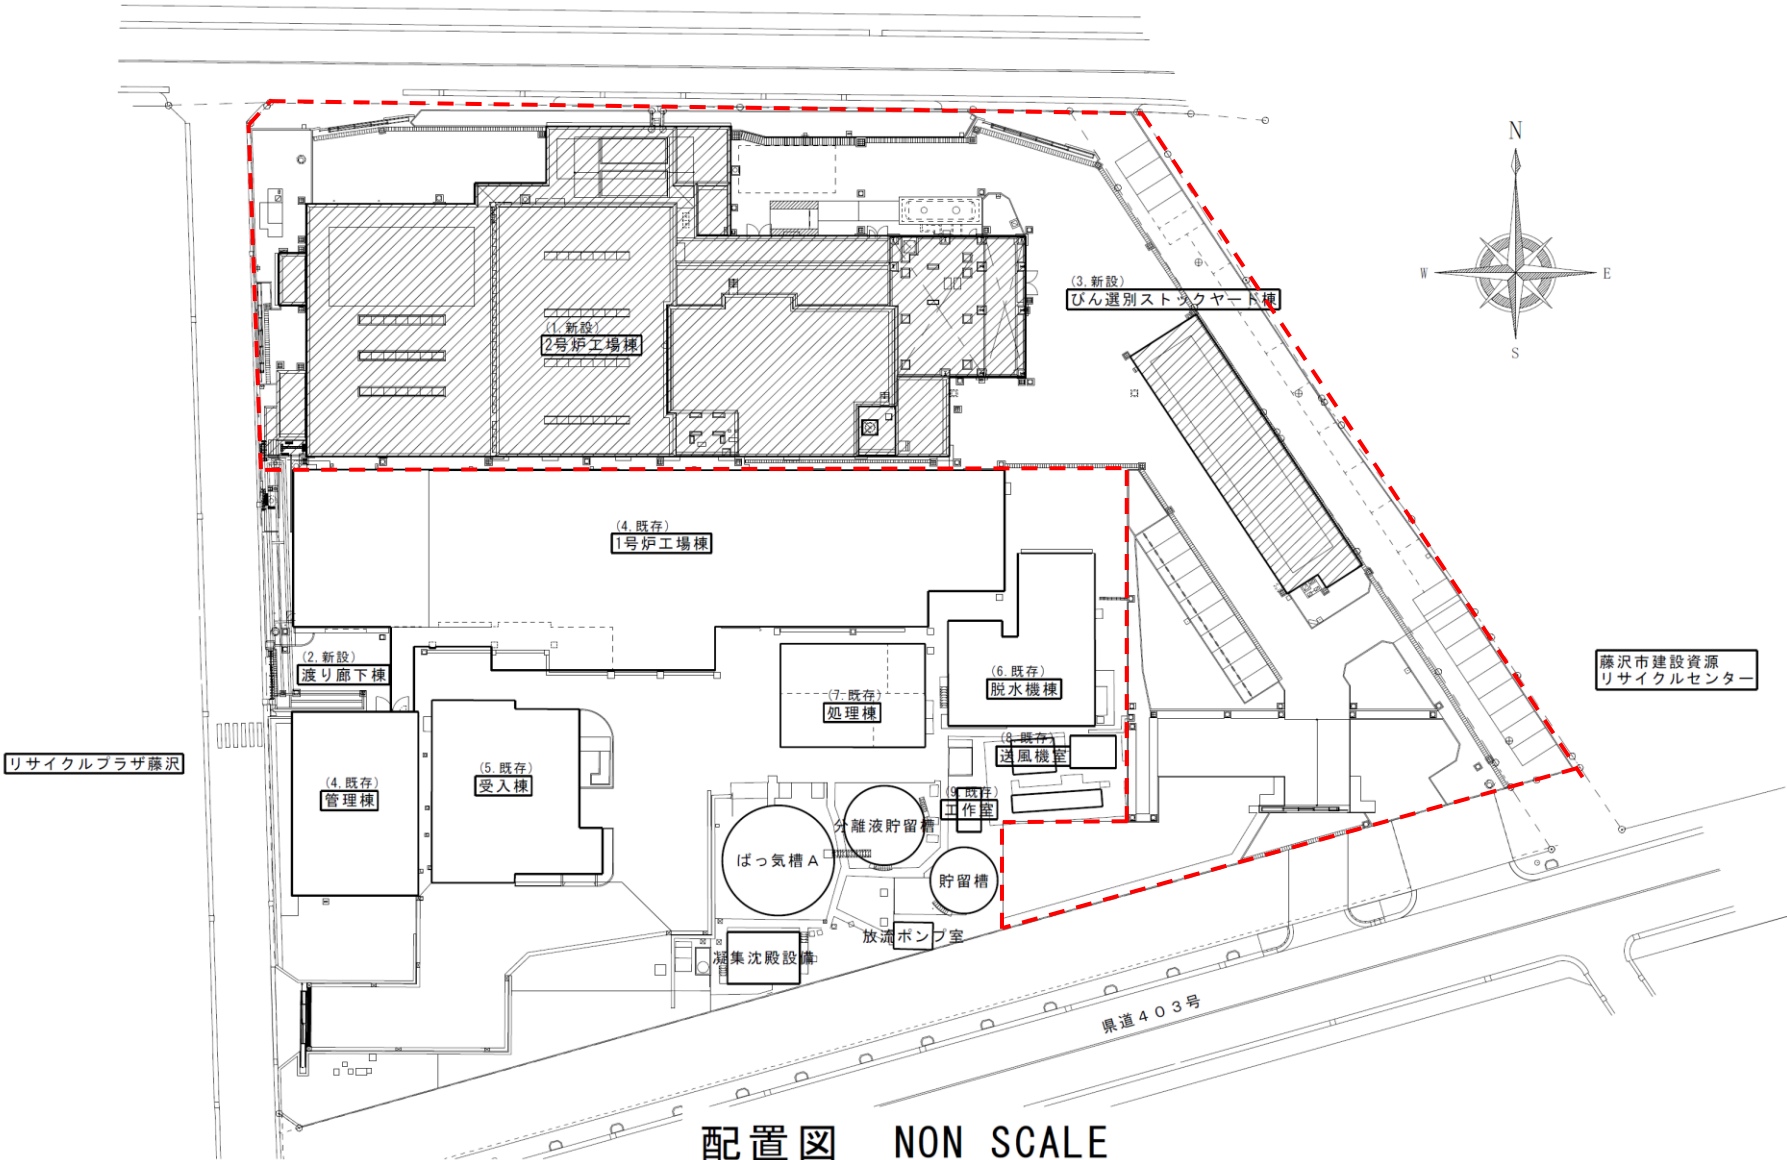 N
W
E
S
(3.新設)
びん選別ストックヤード棟
(1.新設)
2号炉工場棟
(4.既存)
1号炉工場棟
(2.新設)
渡り廊下棟
(6.既存)
脱水機棟
(7.既存)
処理棟
藤沢市建設資源
リサイクルセンター
(8.既存)
送風機室
リサイクルプラザ藤沢
(4.既存)
管理棟
(5.既存)
受入棟
(9.既存)
工作室
分離液貯留槽
ばっ気槽A
貯留槽
放流ポンプ室
凝集沈殿設備
県道403号
配置図 NON SCALE